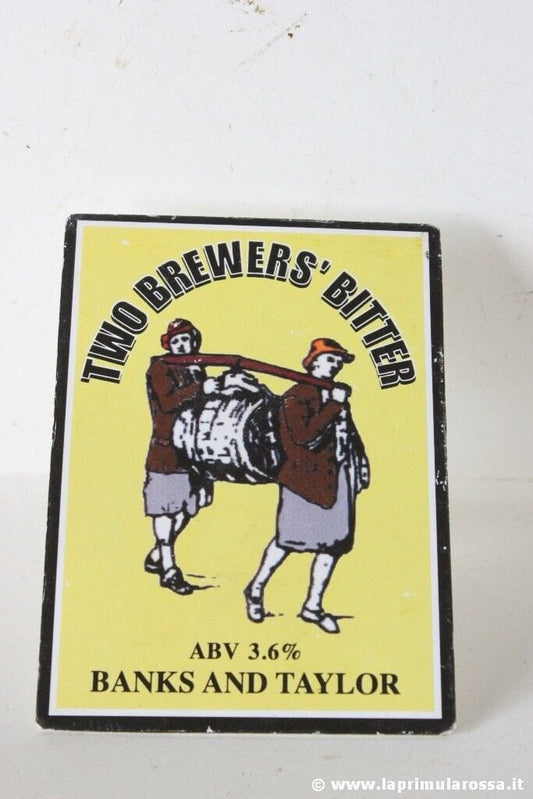 TWO BREWERS' BITTER
ABV 3.6%
BANKS AND TAYLOR
© www.laprimularossa.it